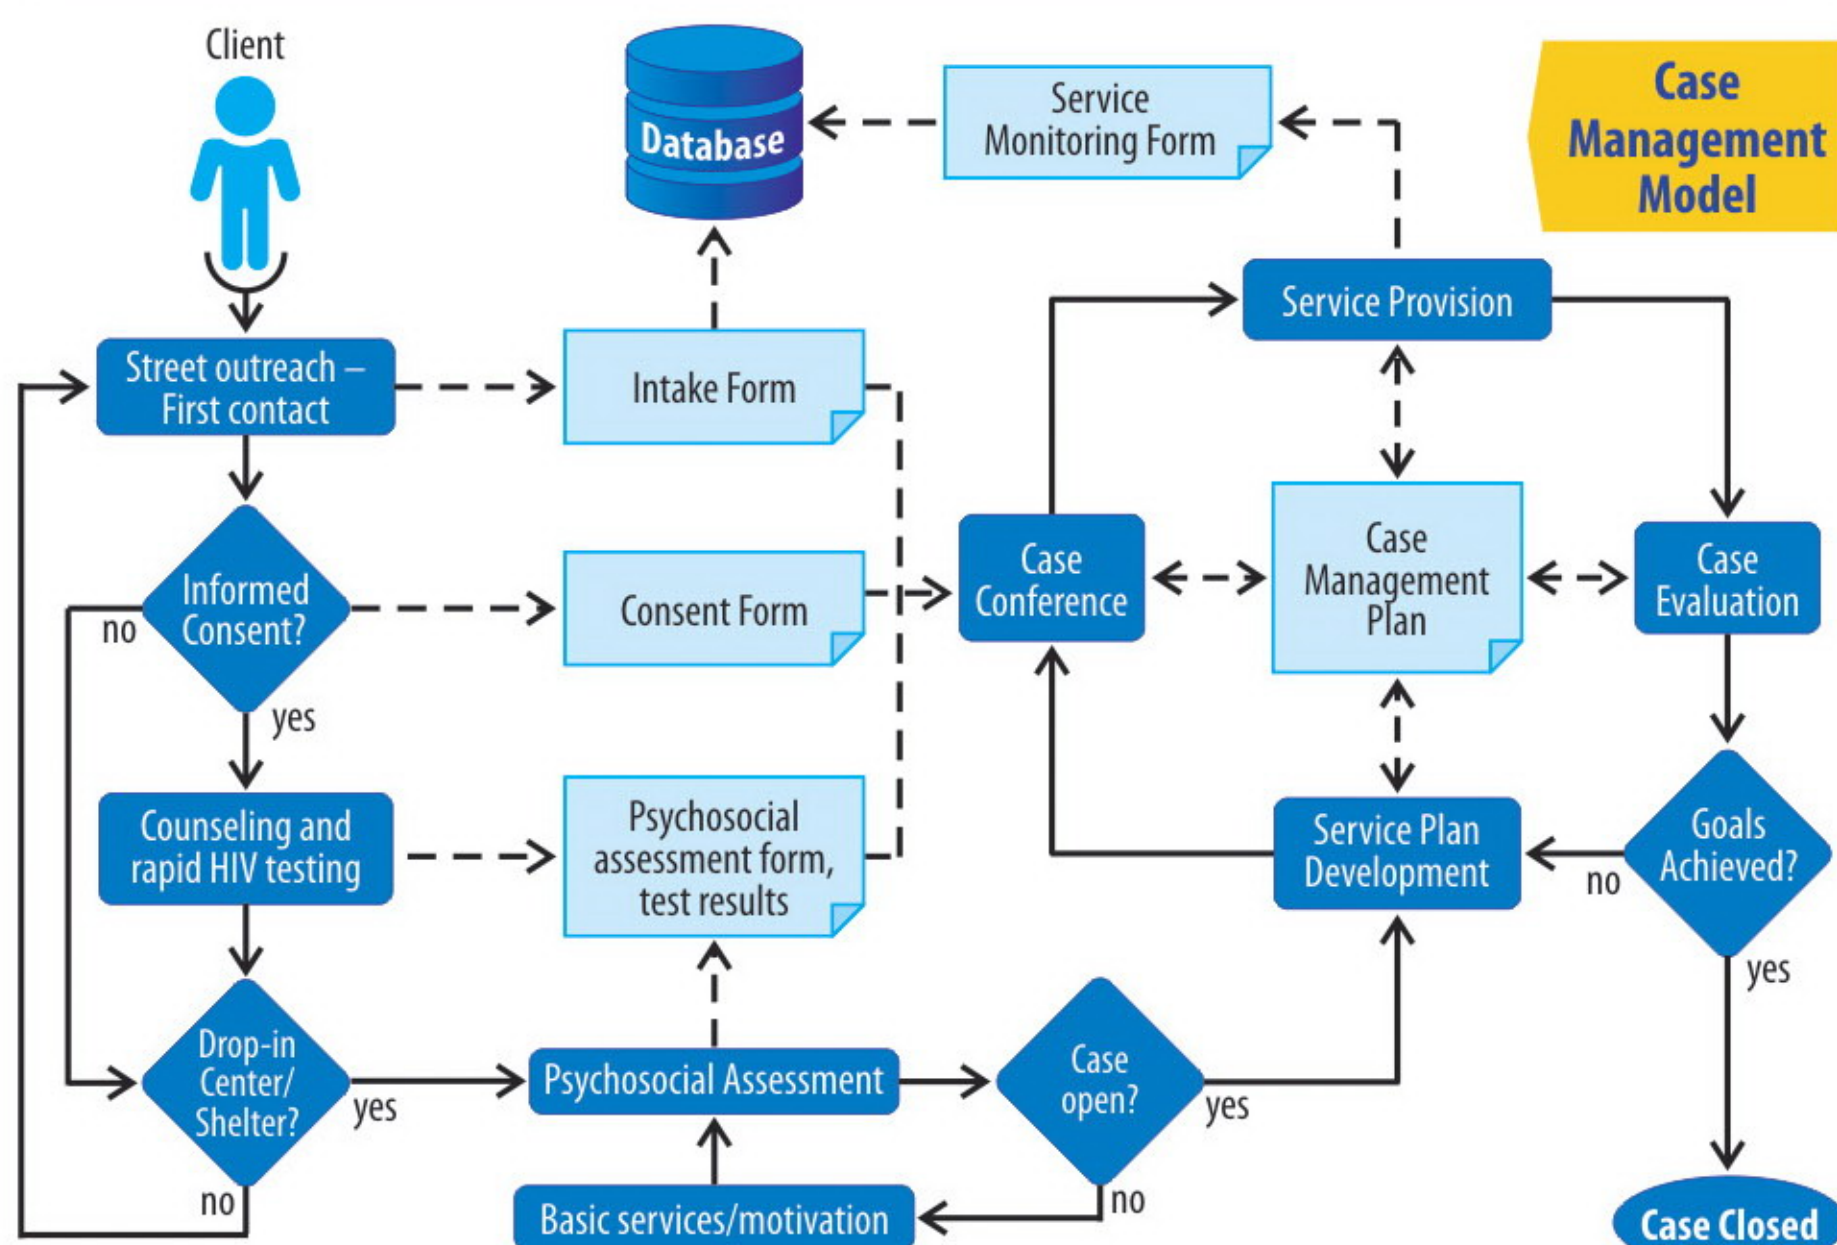 Client
Database
Service
Monitoring Form
Case
Management
Model
Street outreach –
First contact
Intake Form
Service Provision
Informed
Consent?
no
yes
Consent Form
Case
Conference
Case
Management
Plan
Case
Evaluation
Counseling and
rapid HIV testing
Psychosocial
assessment form,
test results
Service Plan
Development
no
Goals
Achieved?
yes
Drop-in
Center/
Shelter?
yes
no
Psychosocial Assessment
Case
open?
yes
no
Basic services/motivation
Case Closed